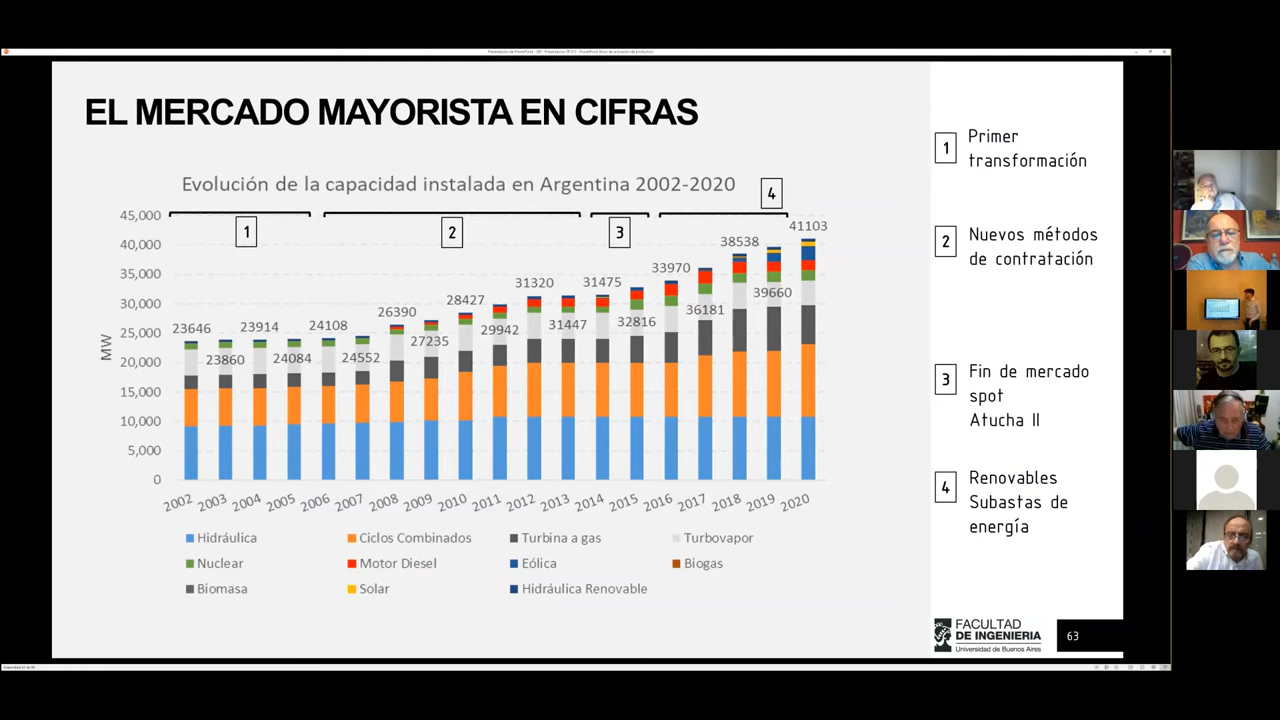 EL MERCADO MAYORISTA EN CIFRAS
Evolución de la capacidad instalada en Argentina 2002-2020
MW
45,000
40,000
35,000
30,000
25,000
20,000
15,000
10,000
5,000
0
1
2
3
4
23646
23860
23914
24084
24108
24552
26390
27235
28427
29942
31320
31447
31475
32816
33970
36181
38538
39660
41103
2002 2003 2004 2005 2006 2007 2008 2009 2010 2011 2012 2013 2014 2015 2016 2017 2018 2019 2020
Hidráulica Ciclos Combinados Turbina a gas Turbovapor
Nuclear Motor Diesel Eólica Biogas
Biomasa Solar Hidráulica Renovable
1 Primer
transformación
2 Nuevos métodos
de contratación
3 Fin de mercado
spot
Atucha II
4 Renovables
Subastas de
energía
FACULTAD
DE INGENIERIA
Universidad de Buenos Aires
63